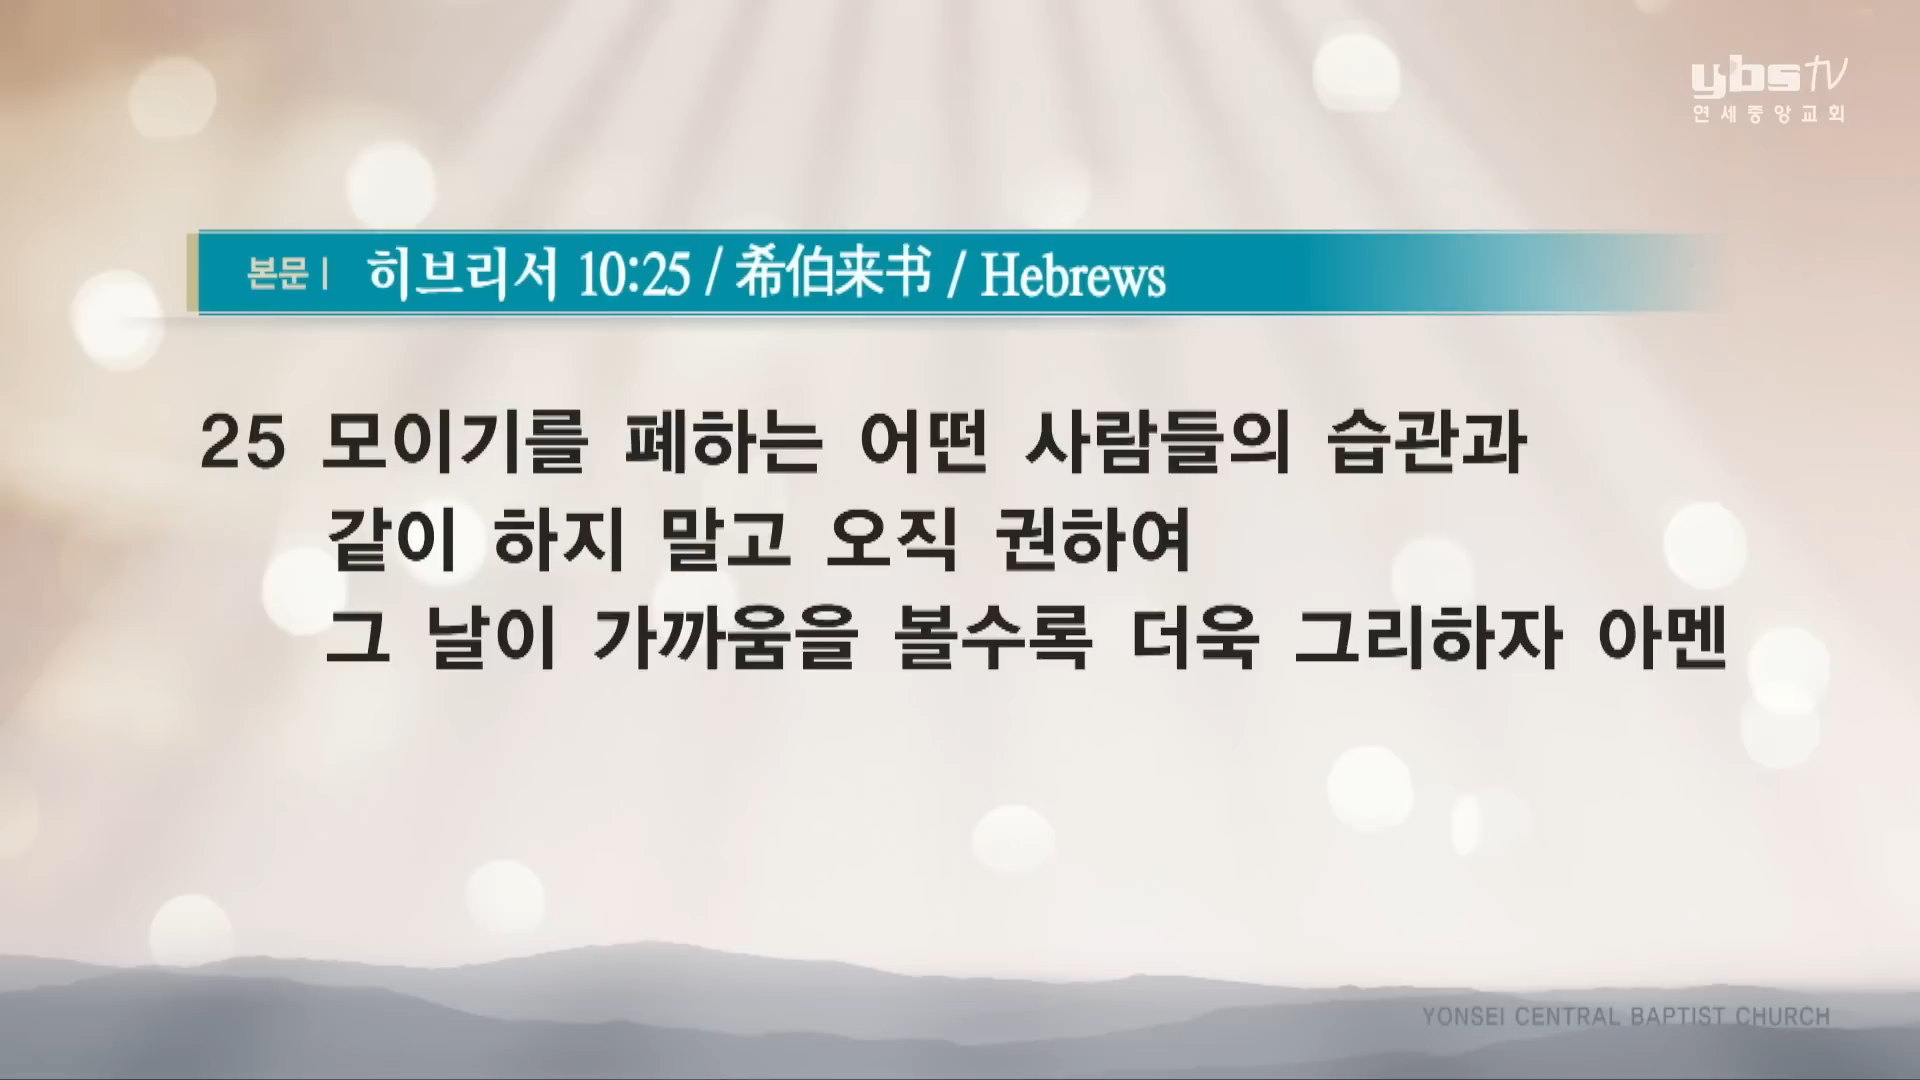 ybstv
연세중앙교회
본문 | 히브리서 10:25 / 希伯来书 / Hebrews
25 모이기를 폐하는 어떤 사람들의 습관과
같이 하지 말고 오직 권하여
그 날이 가까움을 볼수록 더욱 그리하자 아멘
YONSEI CENTRAL BAPTIST CHURCH